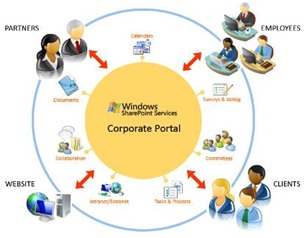 PARTNERS
EMPLOYEES
Calendars
Documents
Surveys & Voting
Windows
SharePoint Services
Corporate Portal
Collaboration
Committees
WEBSITE
Intranet/Extranet
Tasks & Projects
CLIENTS